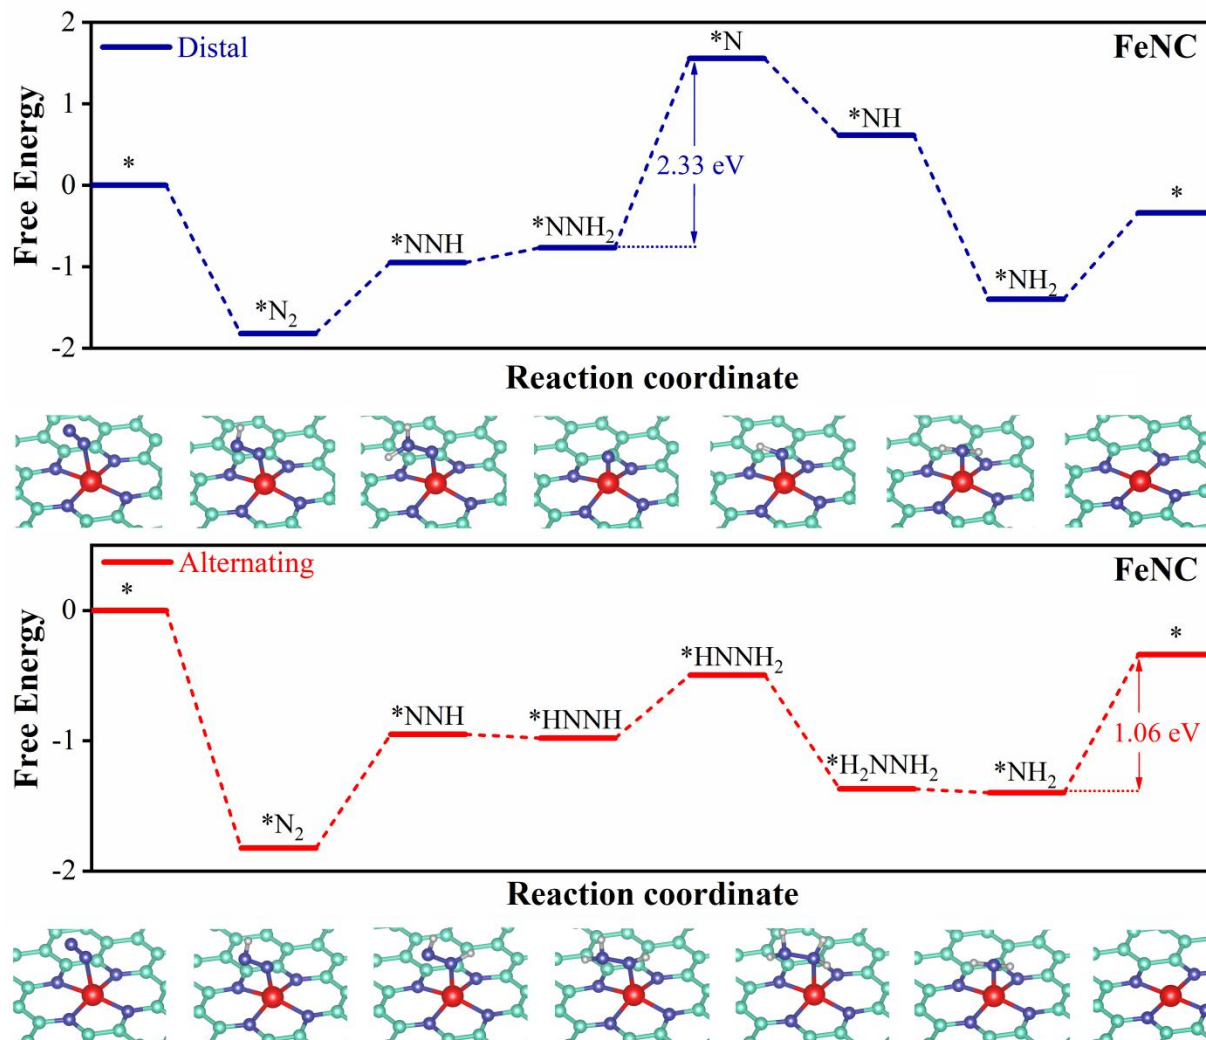 Distal
FeNC
Free Energy
2
1
0
-1
-2
*
*N₂
*NNH
*NNH₂
*N
2.33 eV
*NH
*NH₂
*
Reaction coordinate
Alternating
FeNC
Free Energy
0
-1
-2
*
*N₂
*NNH
*HNNH
*HNNH₂
*H₂NNH₂
*NH₂
*
1.06 eV
Reaction coordinate